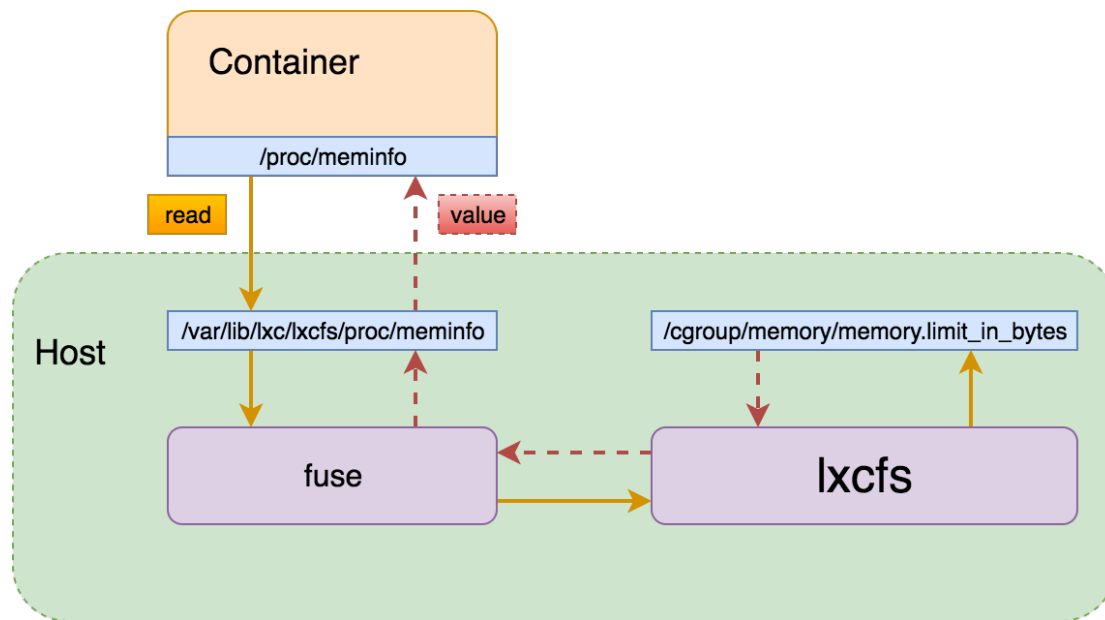 Container
/proc/meminfo
read
value
Host
/var/lib/lxc/lxcfs/proc/meminfo
/cgroup/memory/memory.limit_in_bytes
fuse
lxcfs